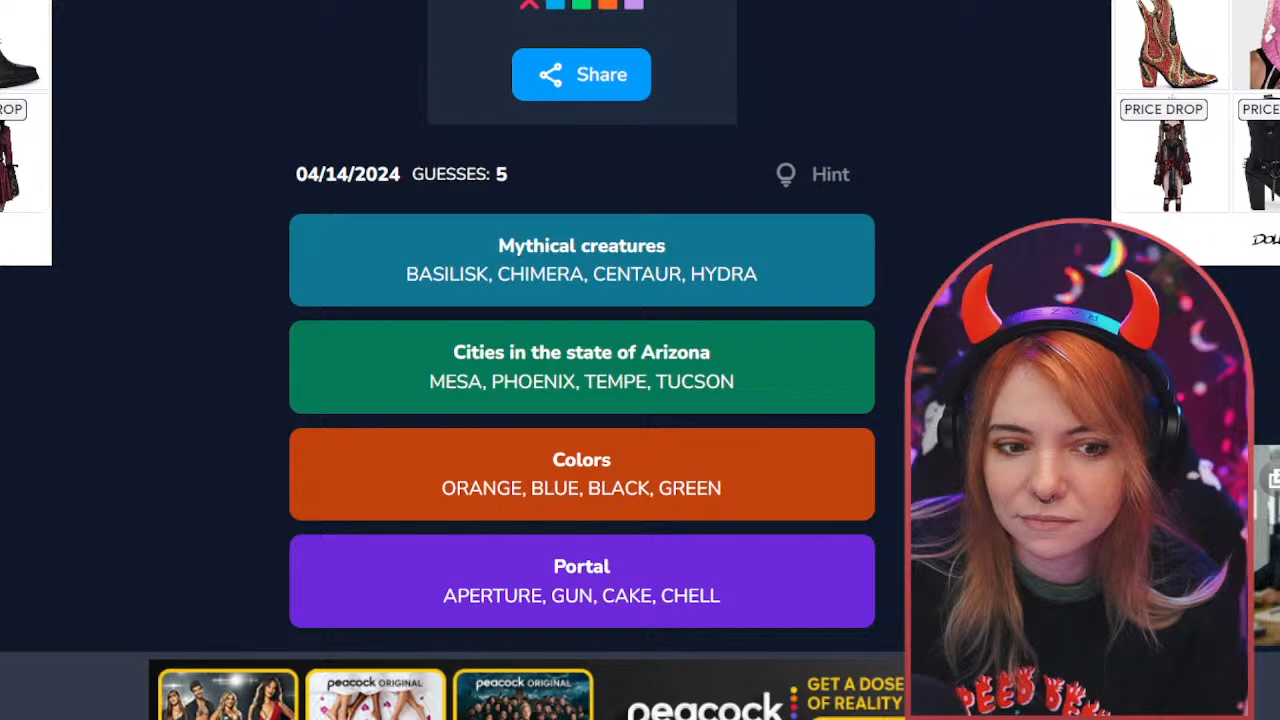 Share
ROP
PRICE DROP
PRICE
04/14/2024 GUESSES: 5
Hint
Mythical creatures
BASILISK, CHIMERA, CENTAUR, HYDRA
Cities in the state of Arizona
MESA, PHOENIX, TEMPE, TUCSON
Colors
ORANGE, BLUE, BLACK, GREEN
Portal
APERTURE, GUN, CAKE, CHELL
RAZE
peacock ORIGINAL
peacock ORIGINAL
peacock
GET A DOSE
OF REALITY